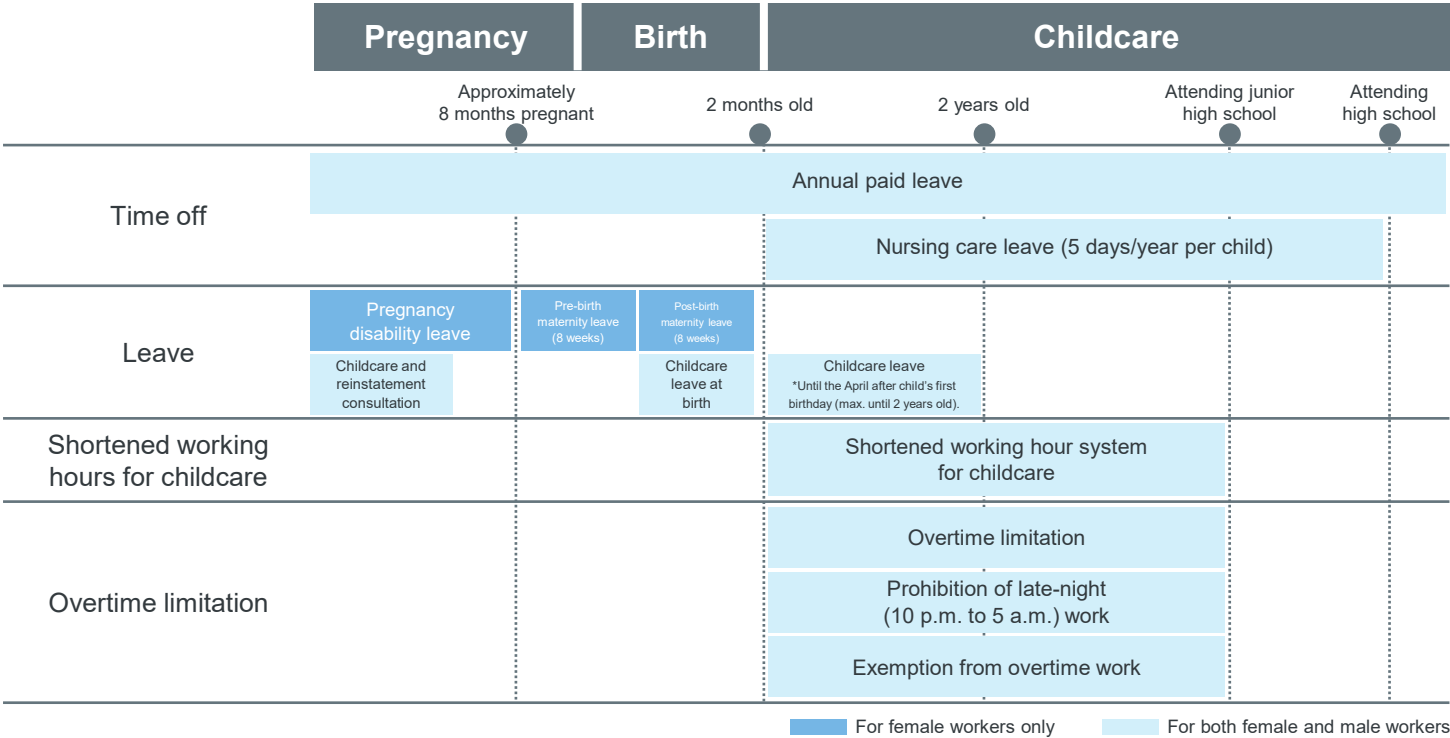 Pregnancy
Birth
Childcare
Approximately
8 months pregnant
2 months old
2 years old
Attending junior
high school
Attending
high school
Time off
Annual paid leave
Nursing care leave (5 days/year per child)
Leave
Pregnancy
disability leave
Pre-birth
maternity leave
(8 weeks)
Post-birth
maternity leave
(8 weeks)
Childcare and
reinstatement
consultation
Childcare
leave at
birth
Childcare leave
*Until the April after child's first
birthday (max. until 2 years old).
Shortened working
hours for childcare
Shortened working hour system
for childcare
Overtime limitation
Overtime limitation
Prohibition of late-night
(10 p.m. to 5 a.m.) work
Exemption from overtime work
For female workers only
For both female and male workers